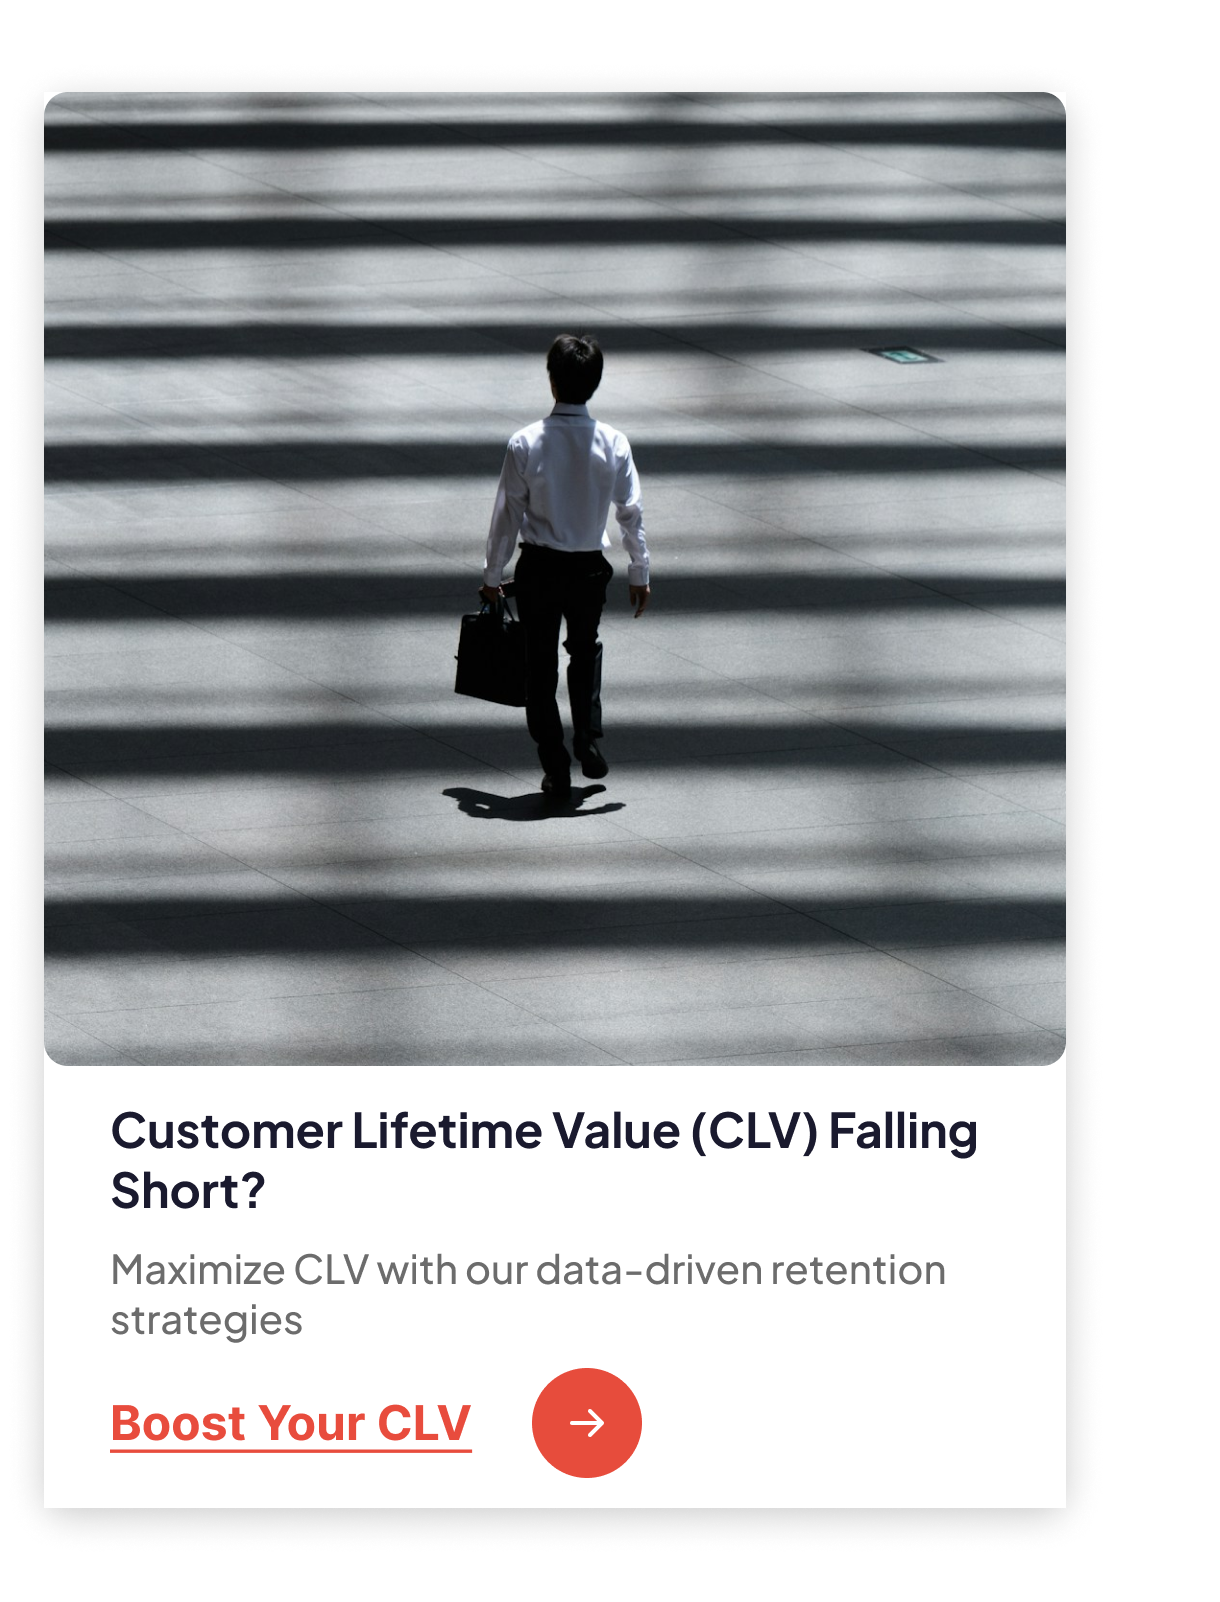 Customer Lifetime Value (CLV) Falling
Short?
Maximize CLV with our data-driven retention
strategies
Boost Your CLV